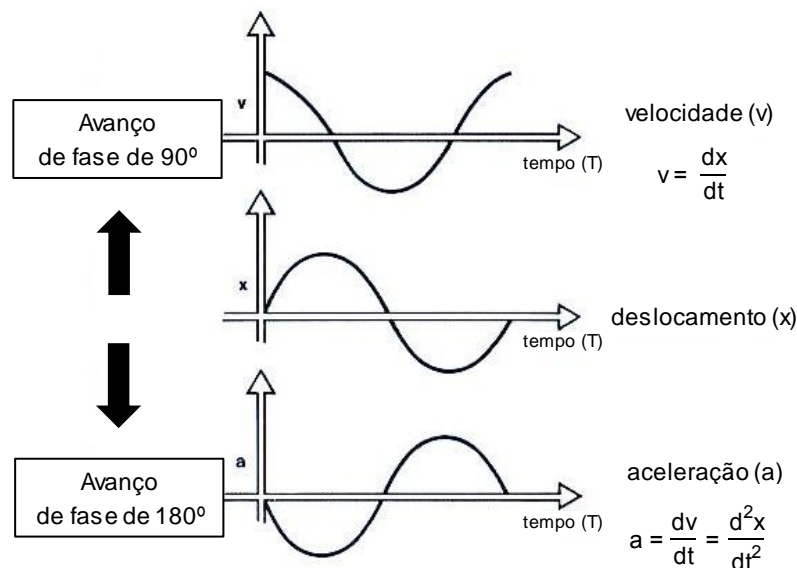 v
Avanço
de fase de 90º
tempo (T)
velocidade (v)
v = dx
dt
x
tempo (T)
deslocamento (x)
a
Avanço
de fase de 180º
tempo (T)
aceleração (a)
a = dv/dt = d²x/dt²